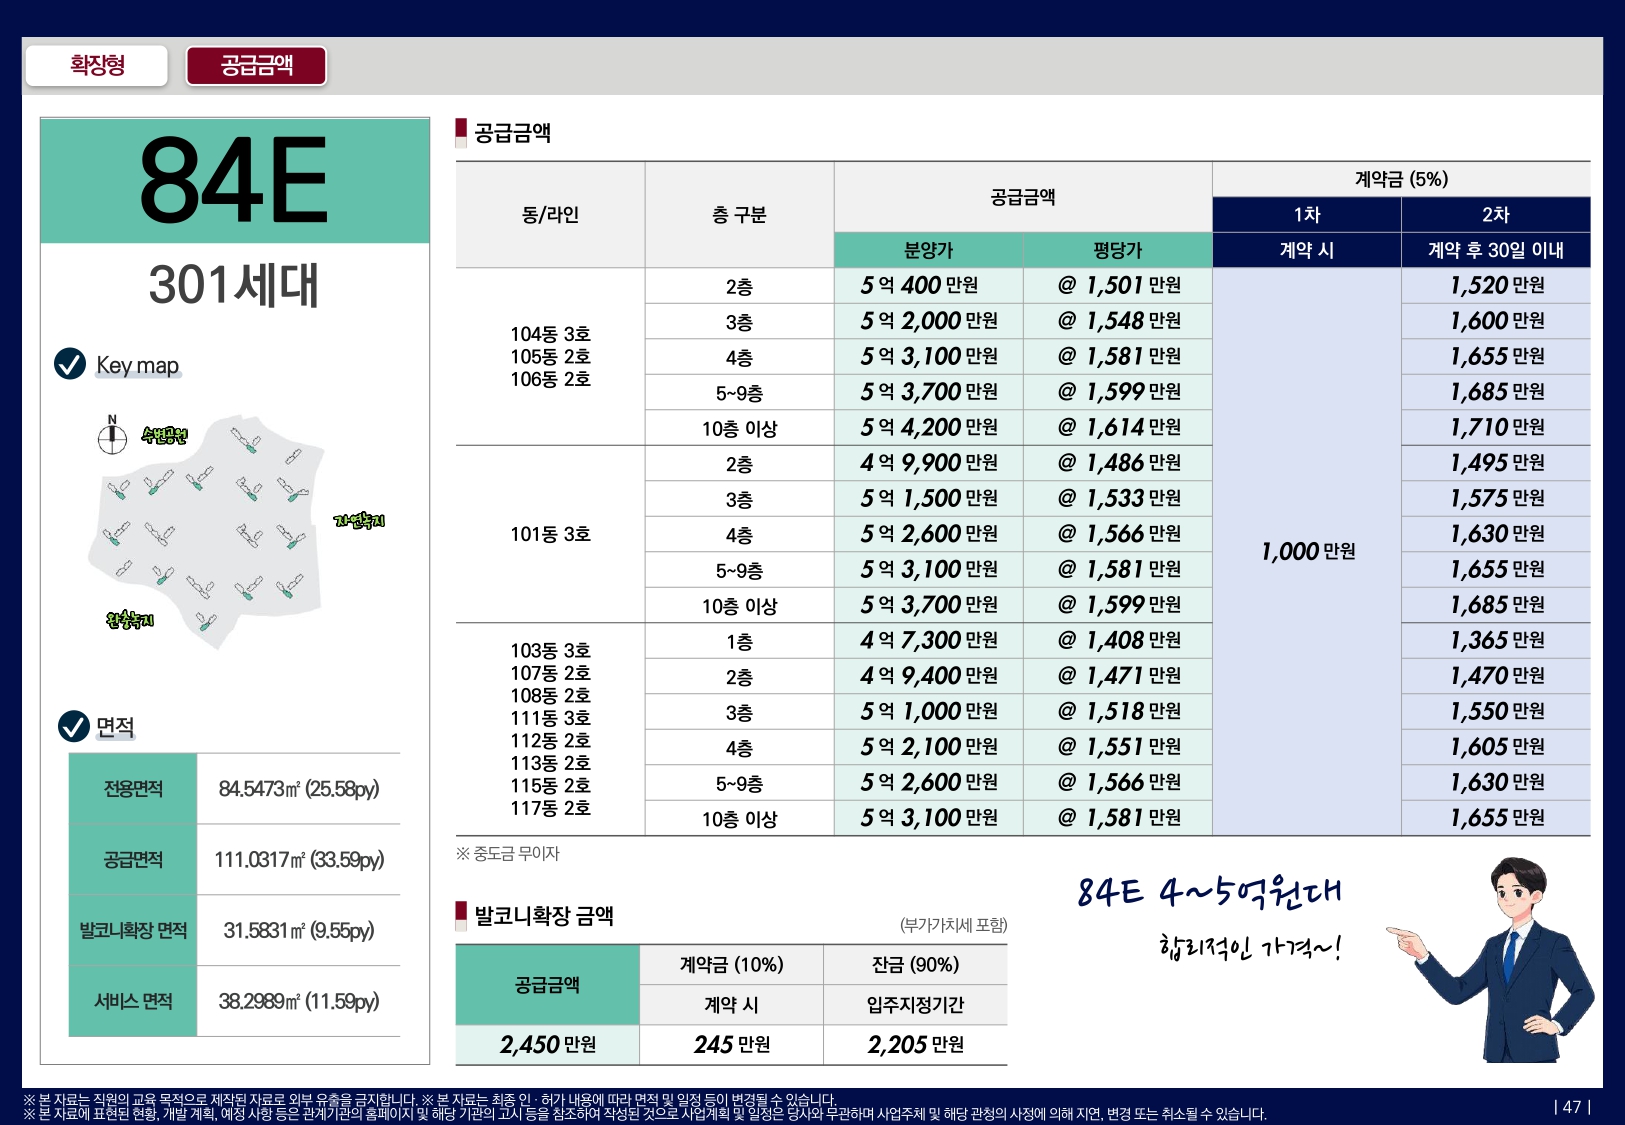 확장형
공급금액
84E
301세대
Key map
N
수변공원
자연녹지
완충녹지
면적
전용면적 84.5473㎡ (25.58py)
공급면적 111.0317㎡ (33.59py)
발코니확장 면적 31.5831㎡ (9.55py)
서비스 면적 38.2989㎡ (11.59py)
공급금액
동/라인 층 구분 공급금액 계약금 (5%)
1차 2차
분양가 평당가 계약 시 계약 후 30일 이내
104동 3호
105동 2호
106동 2호
2층 5억 400만원 @ 1,501만원 1,520만원
3층 5억 2,000만원 @ 1,548만원 1,600만원
4층 5억 3,100만원 @ 1,581만원 1,655만원
5~9층 5억 3,700만원 @ 1,599만원 1,685만원
10층 이상 5억 4,200만원 @ 1,614만원 1,710만원
101동 3호
2층 4억 9,900만원 @ 1,486만원 1,495만원
3층 5억 1,500만원 @ 1,533만원 1,575만원
4층 5억 2,600만원 @ 1,566만원 1,630만원
5~9층 5억 3,100만원 @ 1,581만원 1,655만원
10층 이상 5억 3,700만원 @ 1,599만원 1,685만원
1,000만원
103동 3호
107동 2호
108동 2호
111동 3호
112동 2호
113동 2호
115동 2호
117동 2호
1층 4억 7,300만원 @ 1,408만원 1,365만원
2층 4억 9,400만원 @ 1,471만원 1,470만원
3층 5억 1,000만원 @ 1,518만원 1,550만원
4층 5억 2,100만원 @ 1,551만원 1,605만원
5~9층 5억 2,600만원 @ 1,566만원 1,630만원
10층 이상 5억 3,100만원 @ 1,581만원 1,655만원
※ 중도금 무이자
발코니확장 금액
(부가가치세 포함)
공급금액 계약금 (10%) 잔금 (90%)
계약 시 입주지정기간
2,450만원 245만원 2,205만원
84E 4~5억원대
합리적인 가격~!
※ 본 자료는 직원의 교육 목적으로 제작된 자료로 외부 유출을 금지합니다. ※ 본 자료는 최종 인·허가 내용에 따라 면적 및 일정 등이 변경될 수 있습니다.
※ 본 자료에 표현된 현황, 개발 계획, 예정 사항 등은 관계기관의 홈페이지 및 해당 기관의 고시 등을 참조하여 작성된 것으로 사업계획 및 일정은 당사와 무관하며 사업주체 및 해당 관청의 사정에 의해 지연, 변경 또는 취소될 수 있습니다.
| 47 |